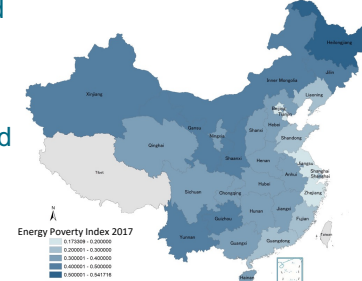 d
Heilongjiang
Jilin
Inner Mongolia
Liaoning
Xinjiang
Beijing
Tianjin
Hebei
Gansu
Ningxia
Shanxi
Shandong
Qinghai
d
Shaanxi
Henan
Jiangsu
Shanghai
Shanghai
Anhui
Tibet
Hubei
Sichuan
Chongqing
Zhejiang
Hunan
Jiangxi
N
Guizhou
Fujian
Energy Poverty Index 2017
Yunnan
Guangxi
Guangdong
Taiwan
0.173308 - 0.200000
0.200001 - 0.300000
0.300001 - 0.400000
0.400001 - 0.500000
0.500001 - 0.541716
Hainan